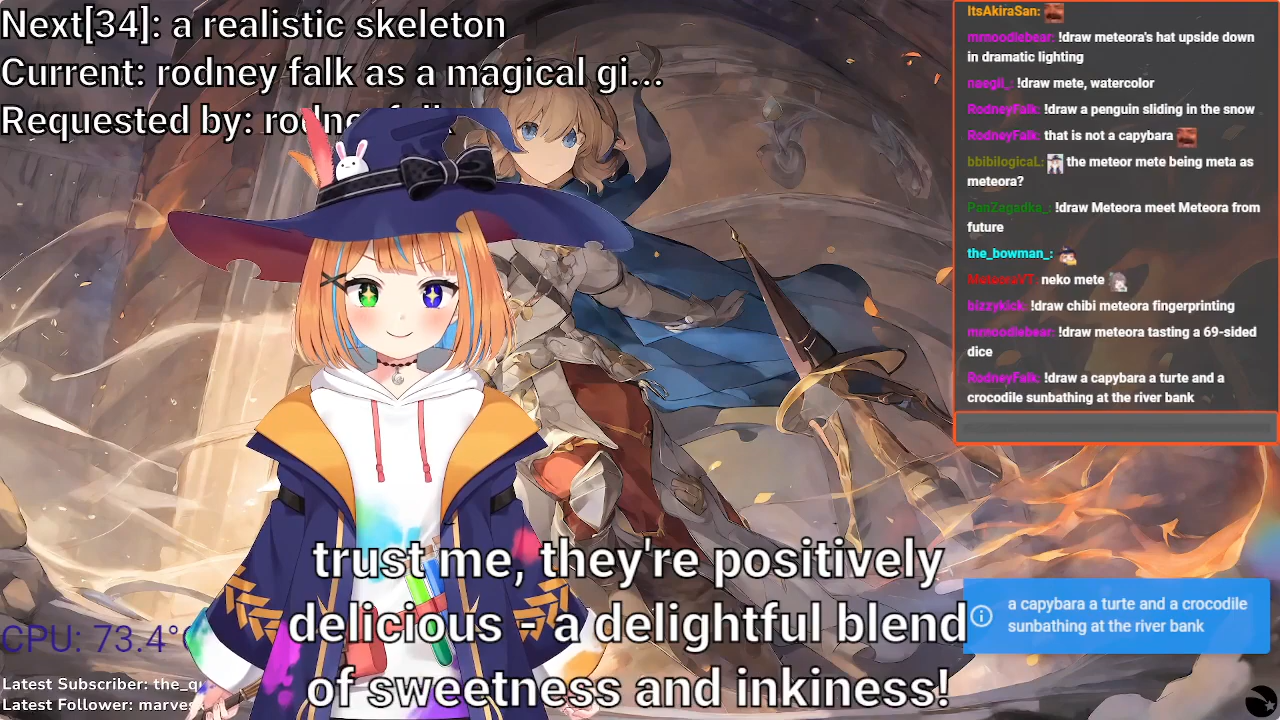 Next[34]: a realistic skeleton
Current: rodney falk as a magical gi...
Requested by:
ItsAkiraSan:
mrnoodlebear: !draw meteora's hat upside down
in dramatic lighting
naegii_: !draw mete, watercolor
RodneyFalk: !draw a penguin sliding in the snow
RodneyFalk: that is not a capybara
bbibilogicaL: the meteor mete being meta as
meteora?
PanZagadka_: !draw Meteora meet Meteora from
future
the_bowman_:
MeteoraVT: neko mete
bizzykick: !draw chibi meteora fingerprinting
mrnoodlebear: !draw meteora tasting a 69-sided
dice
RodneyFalk: !draw a capybara a turte and a
crocodile sunbathing at the river bank
a capybara a turte and a crocodile
sunbathing at the river bank
trust me, they're positively
delicious - a delightful blend
of sweetness and inkiness!
CPU: 73.4°
Latest Subscriber: the_q
Latest Follower: marves